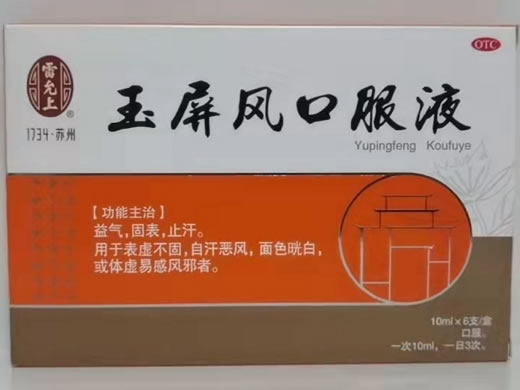 雷允上
®
1734·苏州
OTC
玉屏风口服液
Yupingfeng Koufuye
【功能主治】
益气，固表，止汗。
用于表虚不固，自汗恶风，面色㿠白，
或体虚易感风邪者。
10ml×6支/盒
口服。
一次10ml，一日3次。